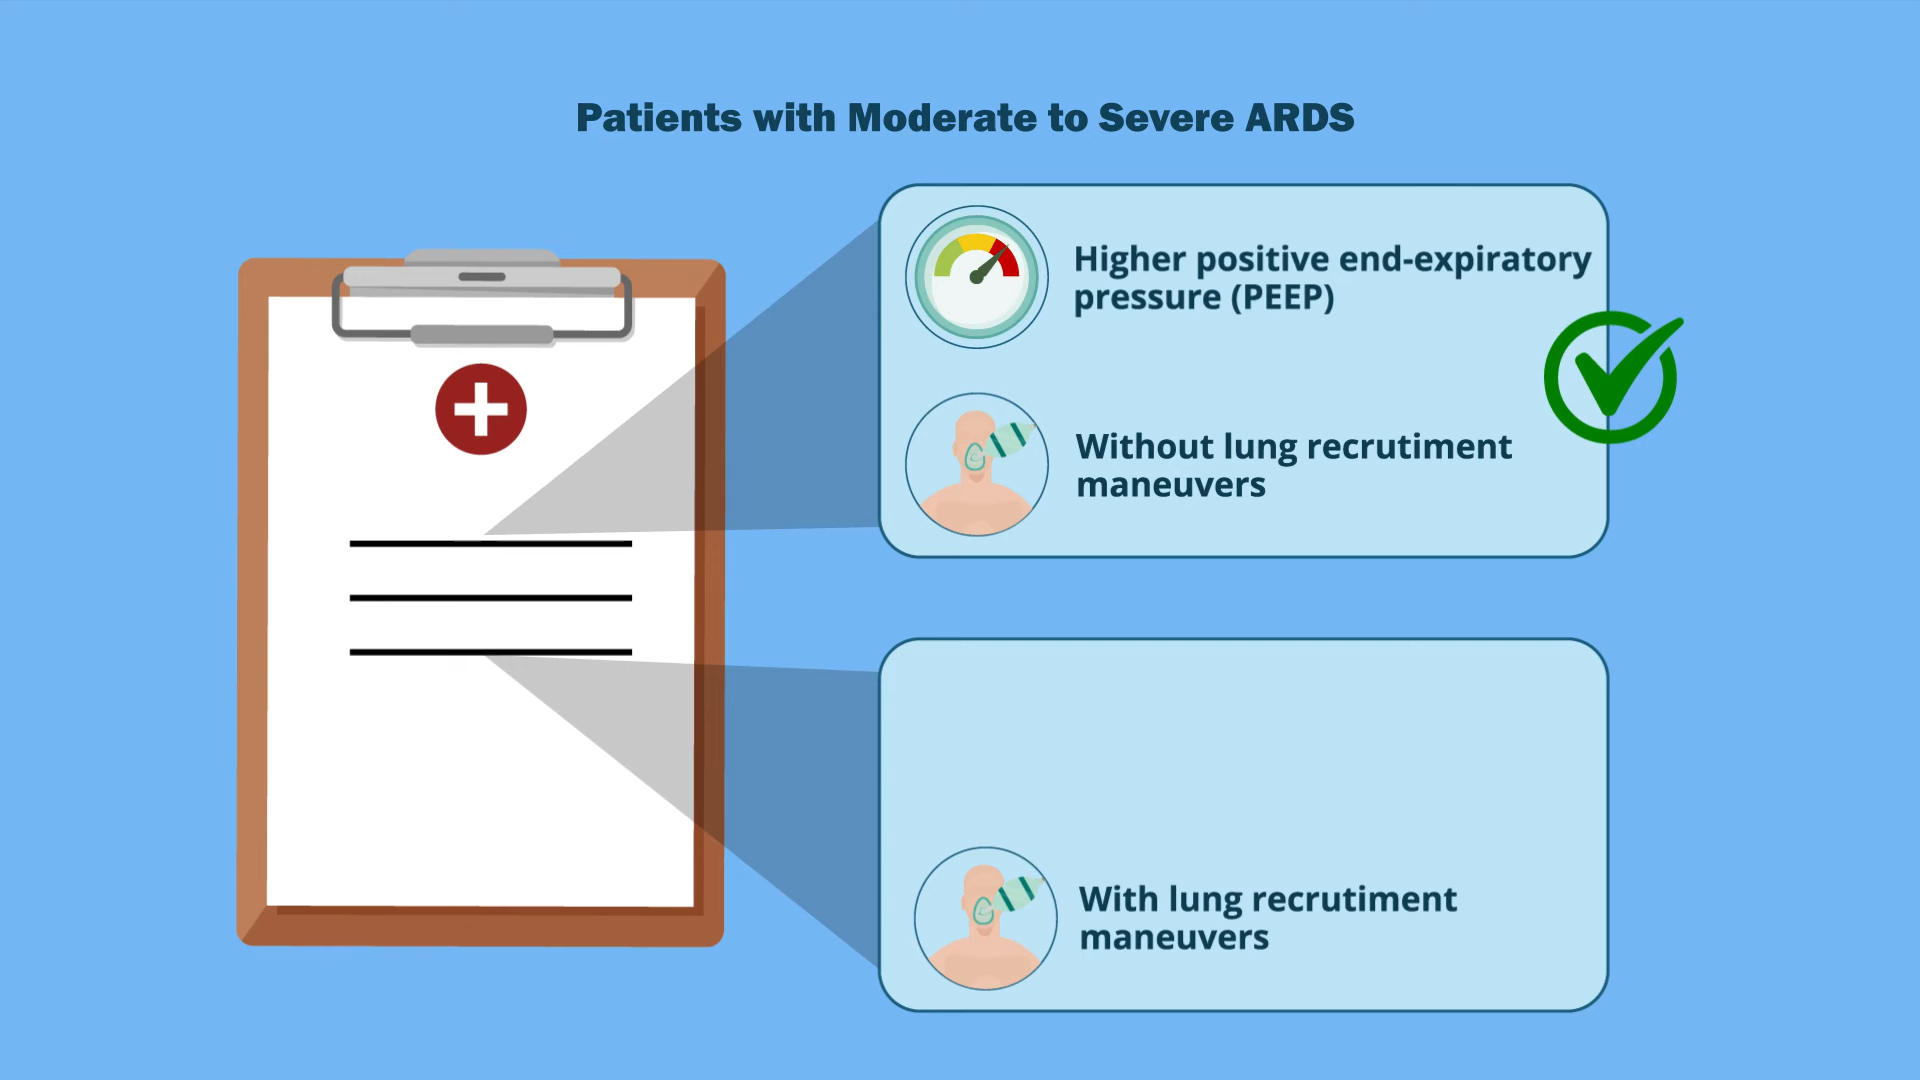 Patients with Moderate to Severe ARDS
Higher positive end-expiratory
pressure (PEEP)
Without lung recrutiment
maneuvers
With lung recrutiment
maneuvers